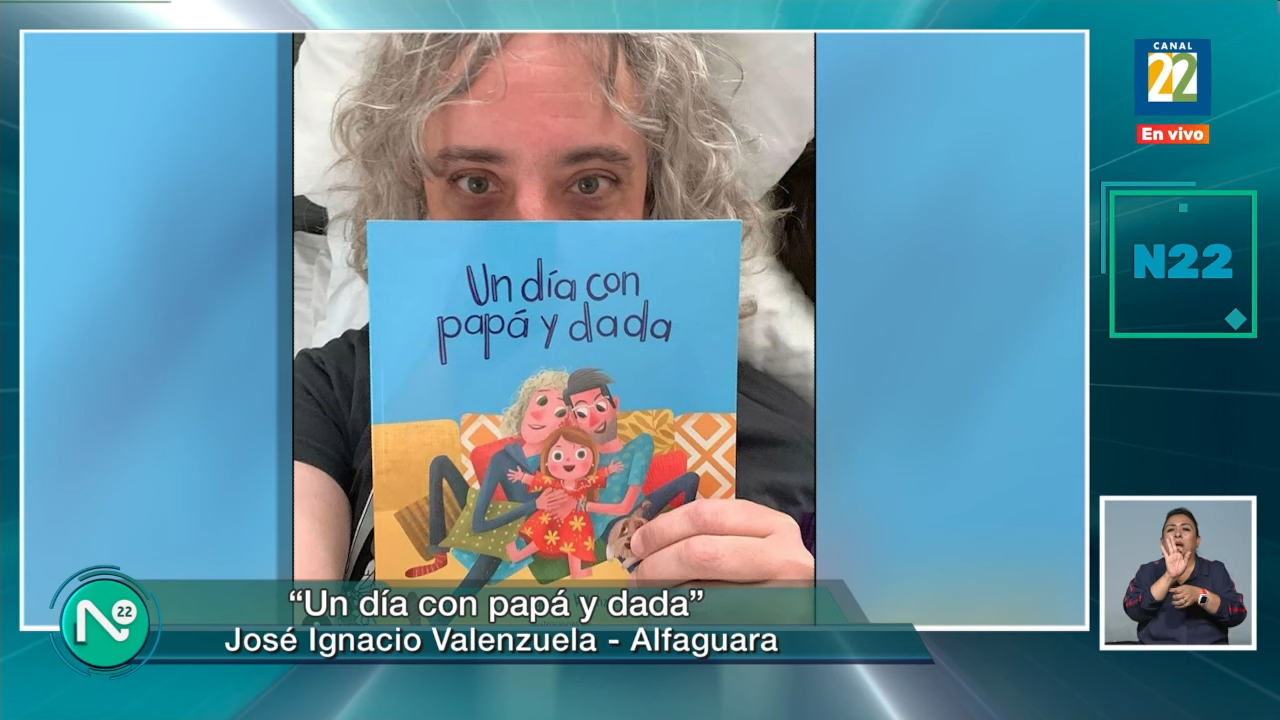 CANAL
22
En vivo
N22
Un día con
papá y dada
N 22
“Un día con papá y dada”
José Ignacio Valenzuela - Alfaguara